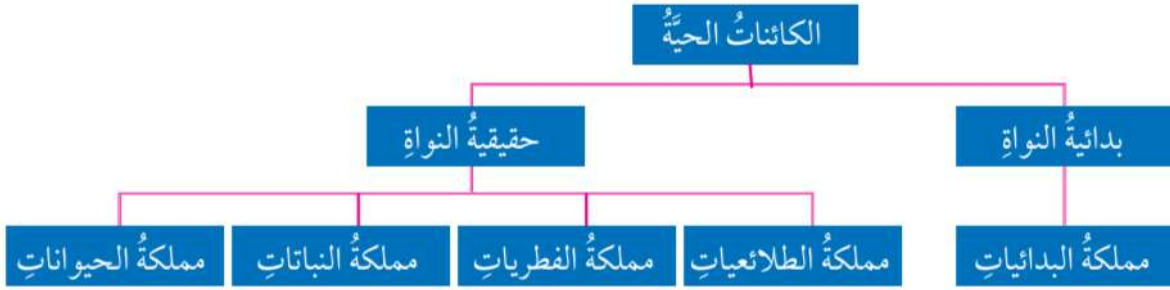 الكائناتُ الحيَّةُ
بدائيةُ النواةِ
حقيقيةُ النواةِ
مملكةُ البدائياتِ
مملكةُ الطلائعياتِ
مملكةُ الفطرياتِ
مملكةُ النباتاتِ
مملكةُ الحيواناتِ